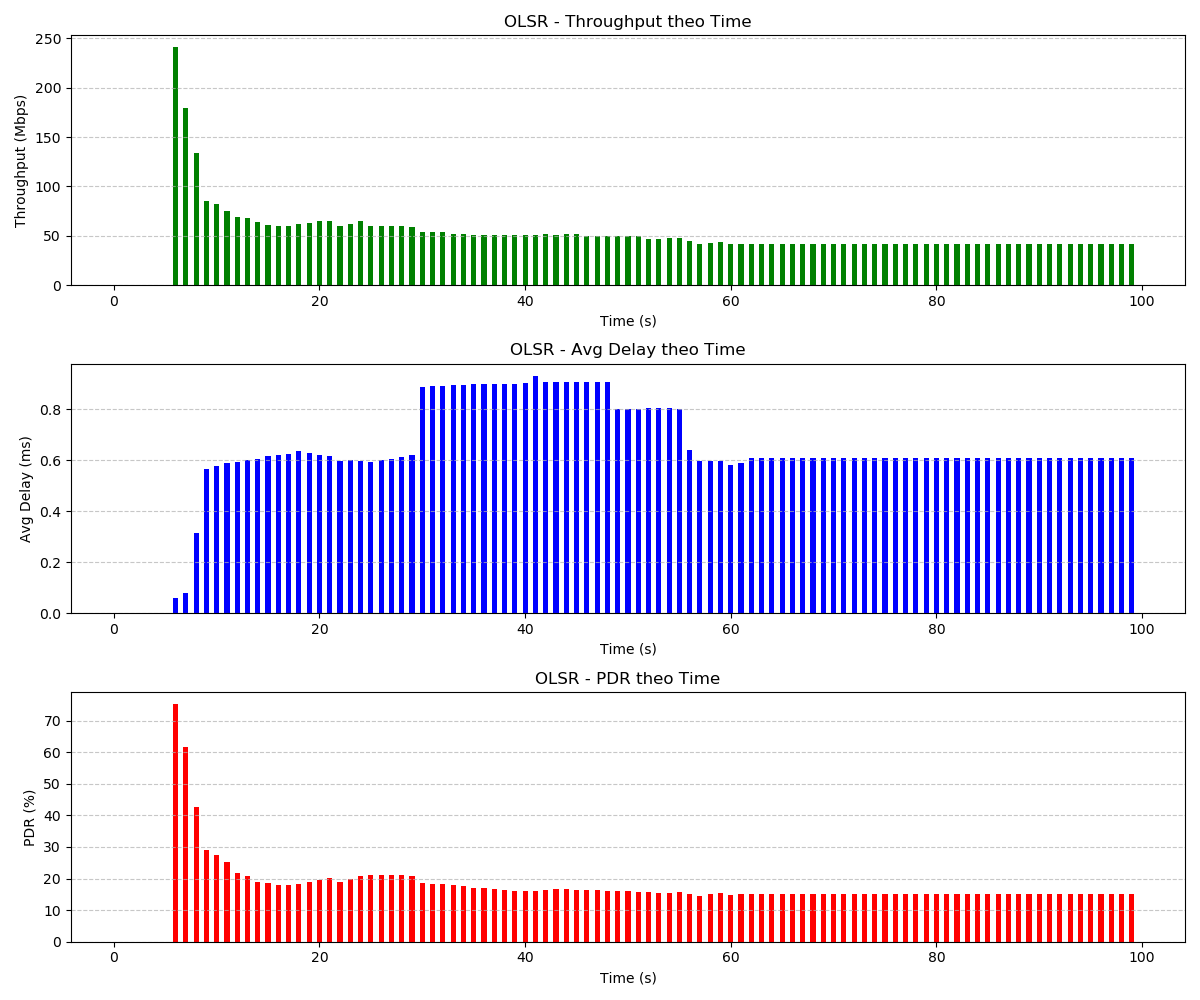 OLSR - Throughput theo Time
Throughput (Mbps)
250
200
150
100
50
0
0 20 40 60 80 100
Time (s)
OLSR - Avg Delay theo Time
Avg Delay (ms)
0.8
0.6
0.4
0.2
0.0
0 20 40 60 80 100
Time (s)
OLSR - PDR theo Time
PDR (%)
70
60
50
40
30
20
10
0
0 20 40 60 80 100
Time (s)